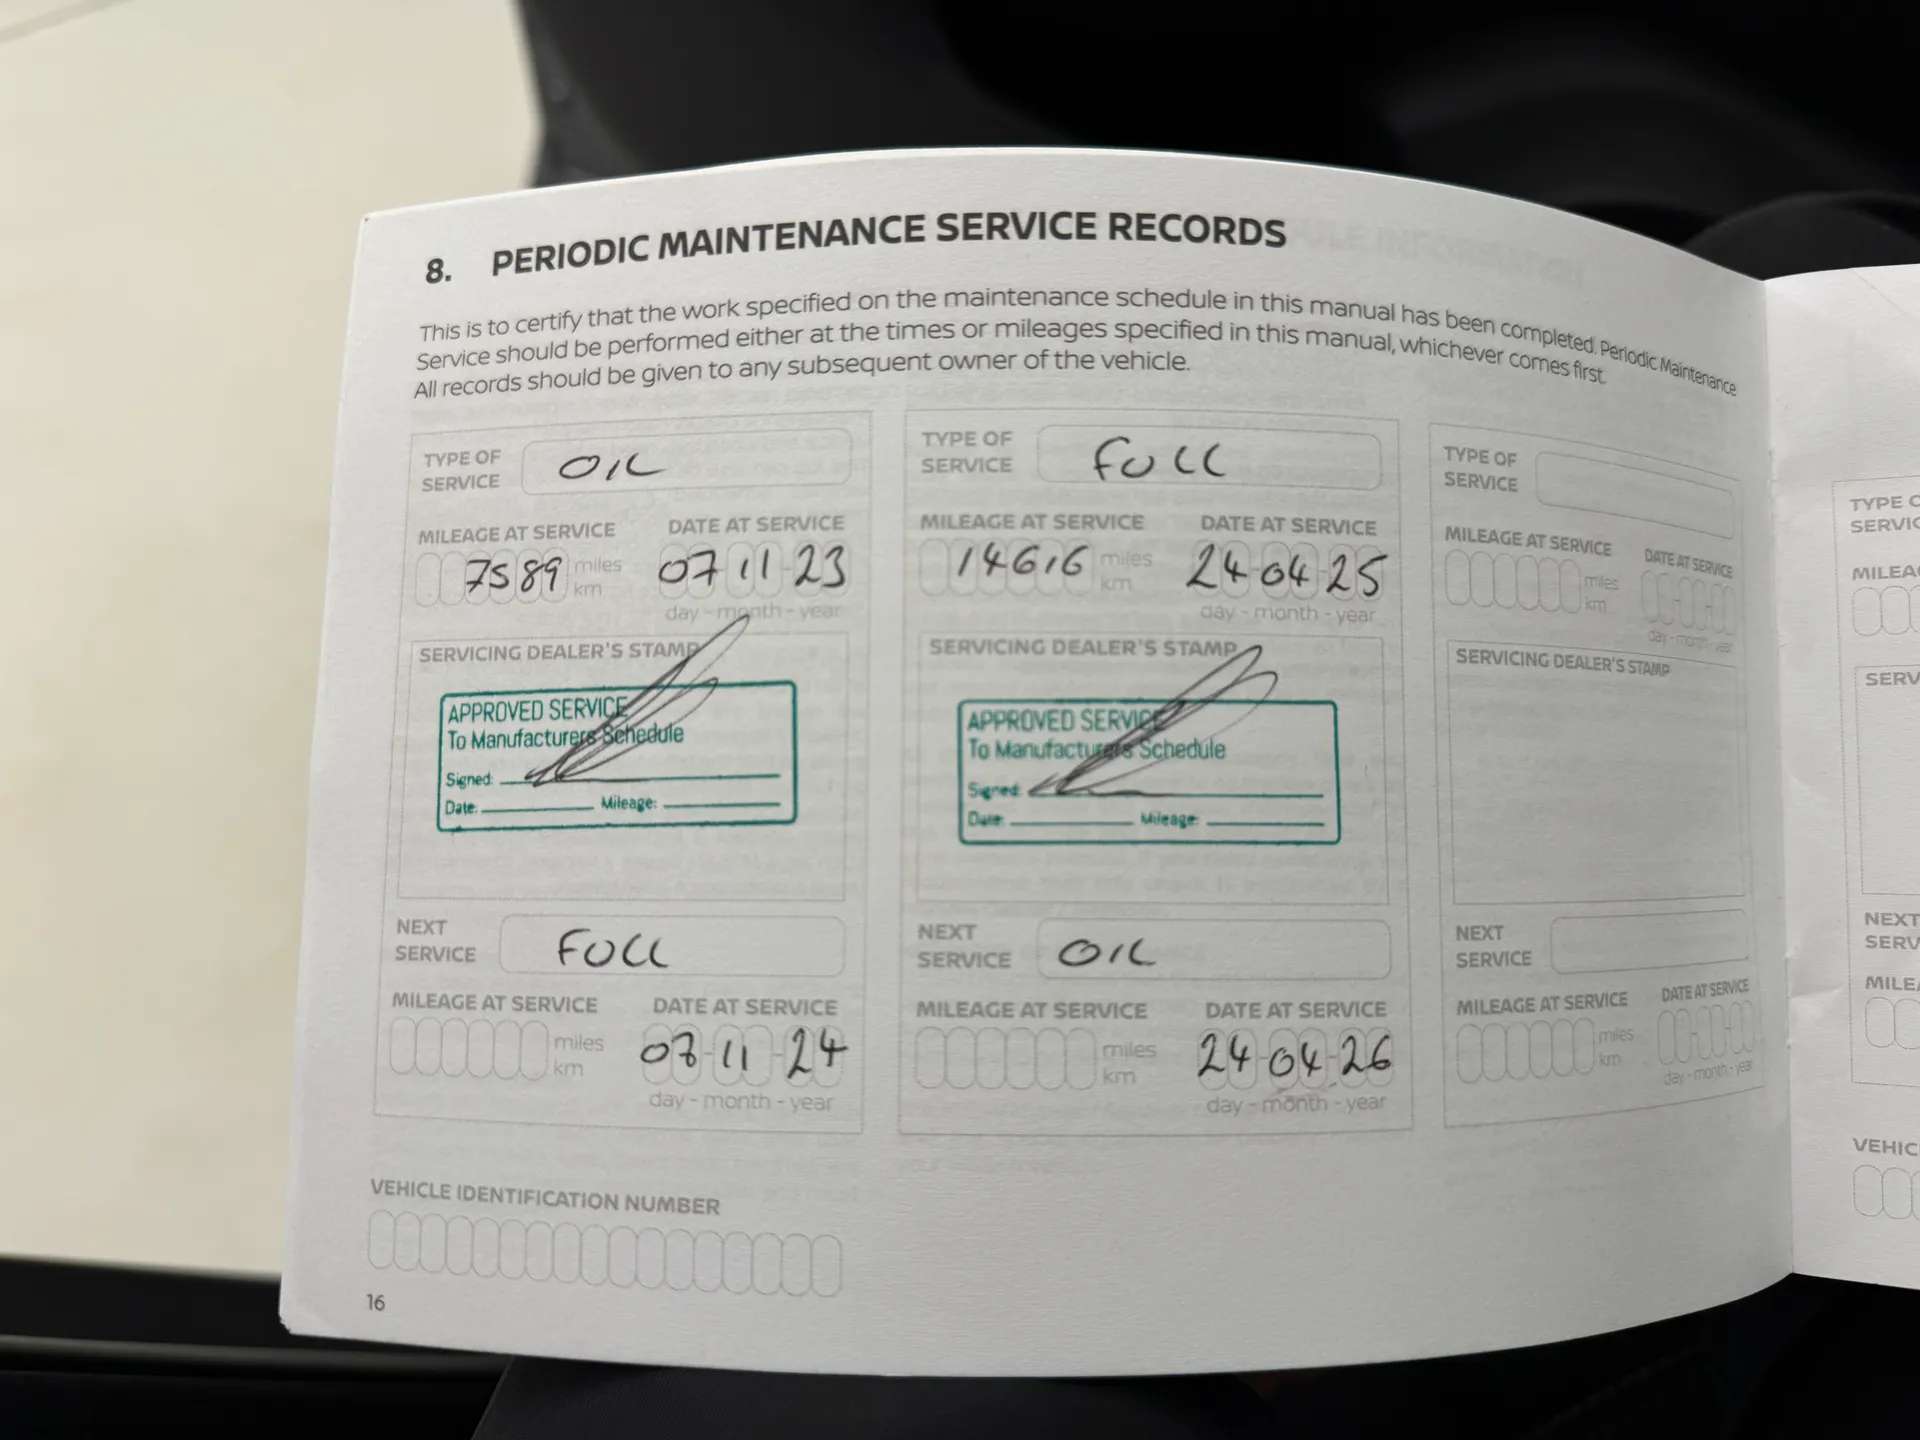 8. PERIODIC MAINTENANCE SERVICE RECORDS
This is to certify that the work specified on the maintenance schedule in this manual has been completed. Periodic Maintenance
Service should be performed either at the times or mileages specified in this manual, whichever comes first.
All records should be given to any subsequent owner of the vehicle.
TYPE OF
SERVICE
OIL
MILEAGE AT SERVICE
DATE AT SERVICE
7589
miles
km
07 11 23
day - month - year
SERVICING DEALER'S STAMP
APPROVED SERVICE
To Manufacturers Schedule
Signed:
Date: Mileage:
NEXT
SERVICE
FULL
MILEAGE AT SERVICE
DATE AT SERVICE
miles
km
07-11-24
day - month - year
TYPE OF
SERVICE
FULL
MILEAGE AT SERVICE
DATE AT SERVICE
14616
miles
km
24-04-25
day - month - year
SERVICING DEALER'S STAMP
APPROVED SERVICE
To Manufacturers Schedule
Signed:
Date: Mileage:
NEXT
SERVICE
OIL
MILEAGE AT SERVICE
DATE AT SERVICE
miles
km
24-04-26
day - month - year
TYPE OF
SERVICE
MILEAGE AT SERVICE
DATE AT SERVICE
miles
km
day - month - year
SERVICING DEALER'S STAMP
NEXT
SERVICE
MILEAGE AT SERVICE
DATE AT SERVICE
miles
km
day - month - year
VEHICLE IDENTIFICATION NUMBER
16
TYPE O
SERVIC
MILEA
SERV
NEXT
SERV
MILE
VEHIC